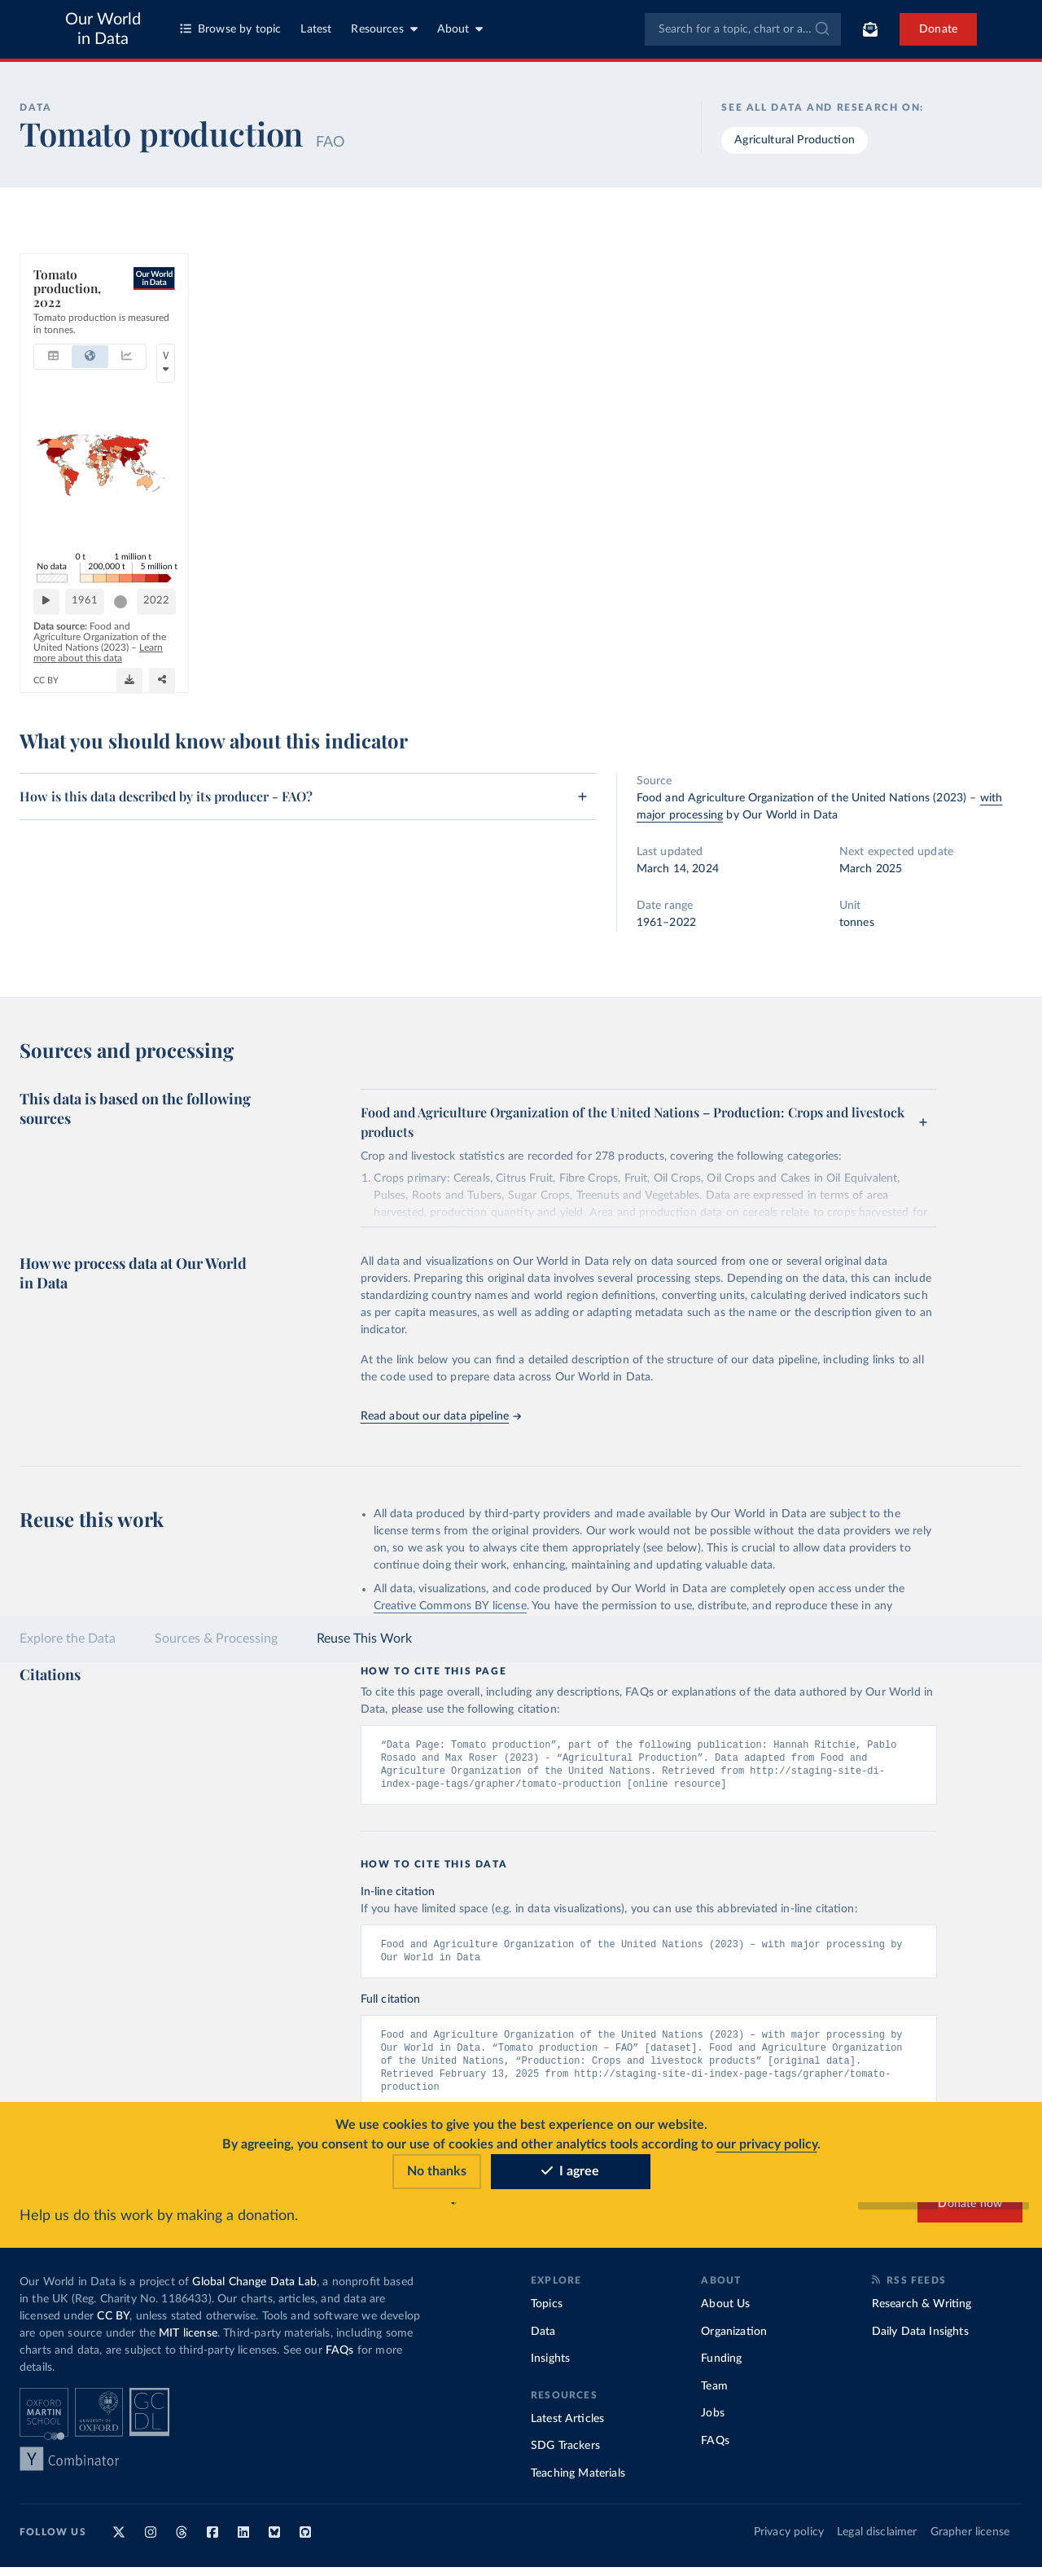 Our World
in Data
Browse by topic
Latest
Resources
About
Search for a topic, chart or a...
Donate
DATA
Tomato production FAO
SEE ALL DATA AND RESEARCH ON:
Agricultural Production
Tomato
production,
2022
Our World
in Data
Tomato production is measured
in tonnes.
V
0 t
1 million t
No data
200,000 t
5 million t
1961
2022
Data source: Food and
Agriculture Organization of the
United Nations (2023) – Learn
more about this data
CC BY
What you should know about this indicator
How is this data described by its producer - FAO?
Source
Food and Agriculture Organization of the United Nations (2023) – with
major processing by Our World in Data
Last updated
March 14, 2024
Next expected update
March 2025
Date range
1961–2022
Unit
tonnes
Sources and processing
This data is based on the following
sources
Food and Agriculture Organization of the United Nations – Production: Crops and livestock
products
Crop and livestock statistics are recorded for 278 products, covering the following categories:
1. Crops primary: Cereals, Citrus Fruit, Fibre Crops, Fruit, Oil Crops, Oil Crops and Cakes in Oil Equivalent,
Pulses, Roots and Tubers, Sugar Crops, Treenuts and Vegetables. Data are expressed in terms of area
harvested, production quantity and yield. Area and production data on cereals relate to crops harvested for
How we process data at Our World
in Data
All data and visualizations on Our World in Data rely on data sourced from one or several original data
providers. Preparing this original data involves several processing steps. Depending on the data, this can include
standardizing country names and world region definitions, converting units, calculating derived indicators such
as per capita measures, as well as adding or adapting metadata such as the name or the description given to an
indicator.
At the link below you can find a detailed description of the structure of our data pipeline, including links to all
the code used to prepare data across Our World in Data.
Read about our data pipeline
Reuse this work
• All data produced by third-party providers and made available by Our World in Data are subject to the
license terms from the original providers. Our work would not be possible without the data providers we rely
on, so we ask you to always cite them appropriately (see below). This is crucial to allow data providers to
continue doing their work, enhancing, maintaining and updating valuable data.
• All data, visualizations, and code produced by Our World in Data are completely open access under the
Creative Commons BY license. You have the permission to use, distribute, and reproduce these in any
Explore the Data
Sources & Processing
Reuse This Work
Citations
HOW TO CITE THIS PAGE
To cite this page overall, including any descriptions, FAQs or explanations of the data authored by Our World in
Data, please use the following citation:
“Data Page: Tomato production”, part of the following publication: Hannah Ritchie, Pablo
Rosado and Max Roser (2023) - “Agricultural Production”. Data adapted from Food and
Agriculture Organization of the United Nations. Retrieved from http://staging-site-di-
index-page-tags/grapher/tomato-production [online resource]
HOW TO CITE THIS DATA
In-line citation
If you have limited space (e.g. in data visualizations), you can use this abbreviated in-line citation:
Food and Agriculture Organization of the United Nations (2023) – with major processing by
Our World in Data
Full citation
Food and Agriculture Organization of the United Nations (2023) – with major processing by
Our World in Data. “Tomato production – FAO” [dataset]. Food and Agriculture Organization
of the United Nations, “Production: Crops and livestock products” [original data].
Retrieved February 13, 2025 from http://staging-site-di-index-page-tags/grapher/tomato-
production
We use cookies to give you the best experience on our website.
By agreeing, you consent to our use of cookies and other analytics tools according to our privacy policy.
No thanks
I agree
Help us do this work by making a donation.
Donate now
Our World in Data is a project of Global Change Data Lab, a nonprofit based
in the UK (Reg. Charity No. 1186433). Our charts, articles, and data are
licensed under CC BY, unless stated otherwise. Tools and software we develop
are open source under the MIT license. Third-party materials, including some
charts and data, are subject to third-party licenses. See our FAQs for more
details.
OXFORD
MARTIN
SCHOOL
UNIVERSITY OF
OXFORD
GC
DL
Y Combinator
EXPLORE
Topics
Data
Insights
RESOURCES
Latest Articles
SDG Trackers
Teaching Materials
ABOUT
About Us
Organization
Funding
Team
Jobs
FAQs
RSS FEEDS
Research & Writing
Daily Data Insights
FOLLOW US
Privacy policy
Legal disclaimer
Grapher license